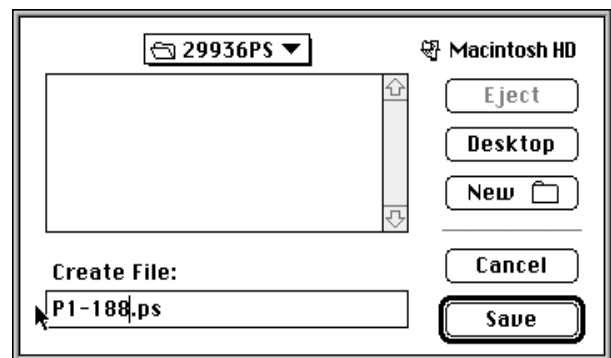 29936PS
Macintosh HD
Eject
Desktop
New
Create File:
P1-188.ps
Cancel
Save